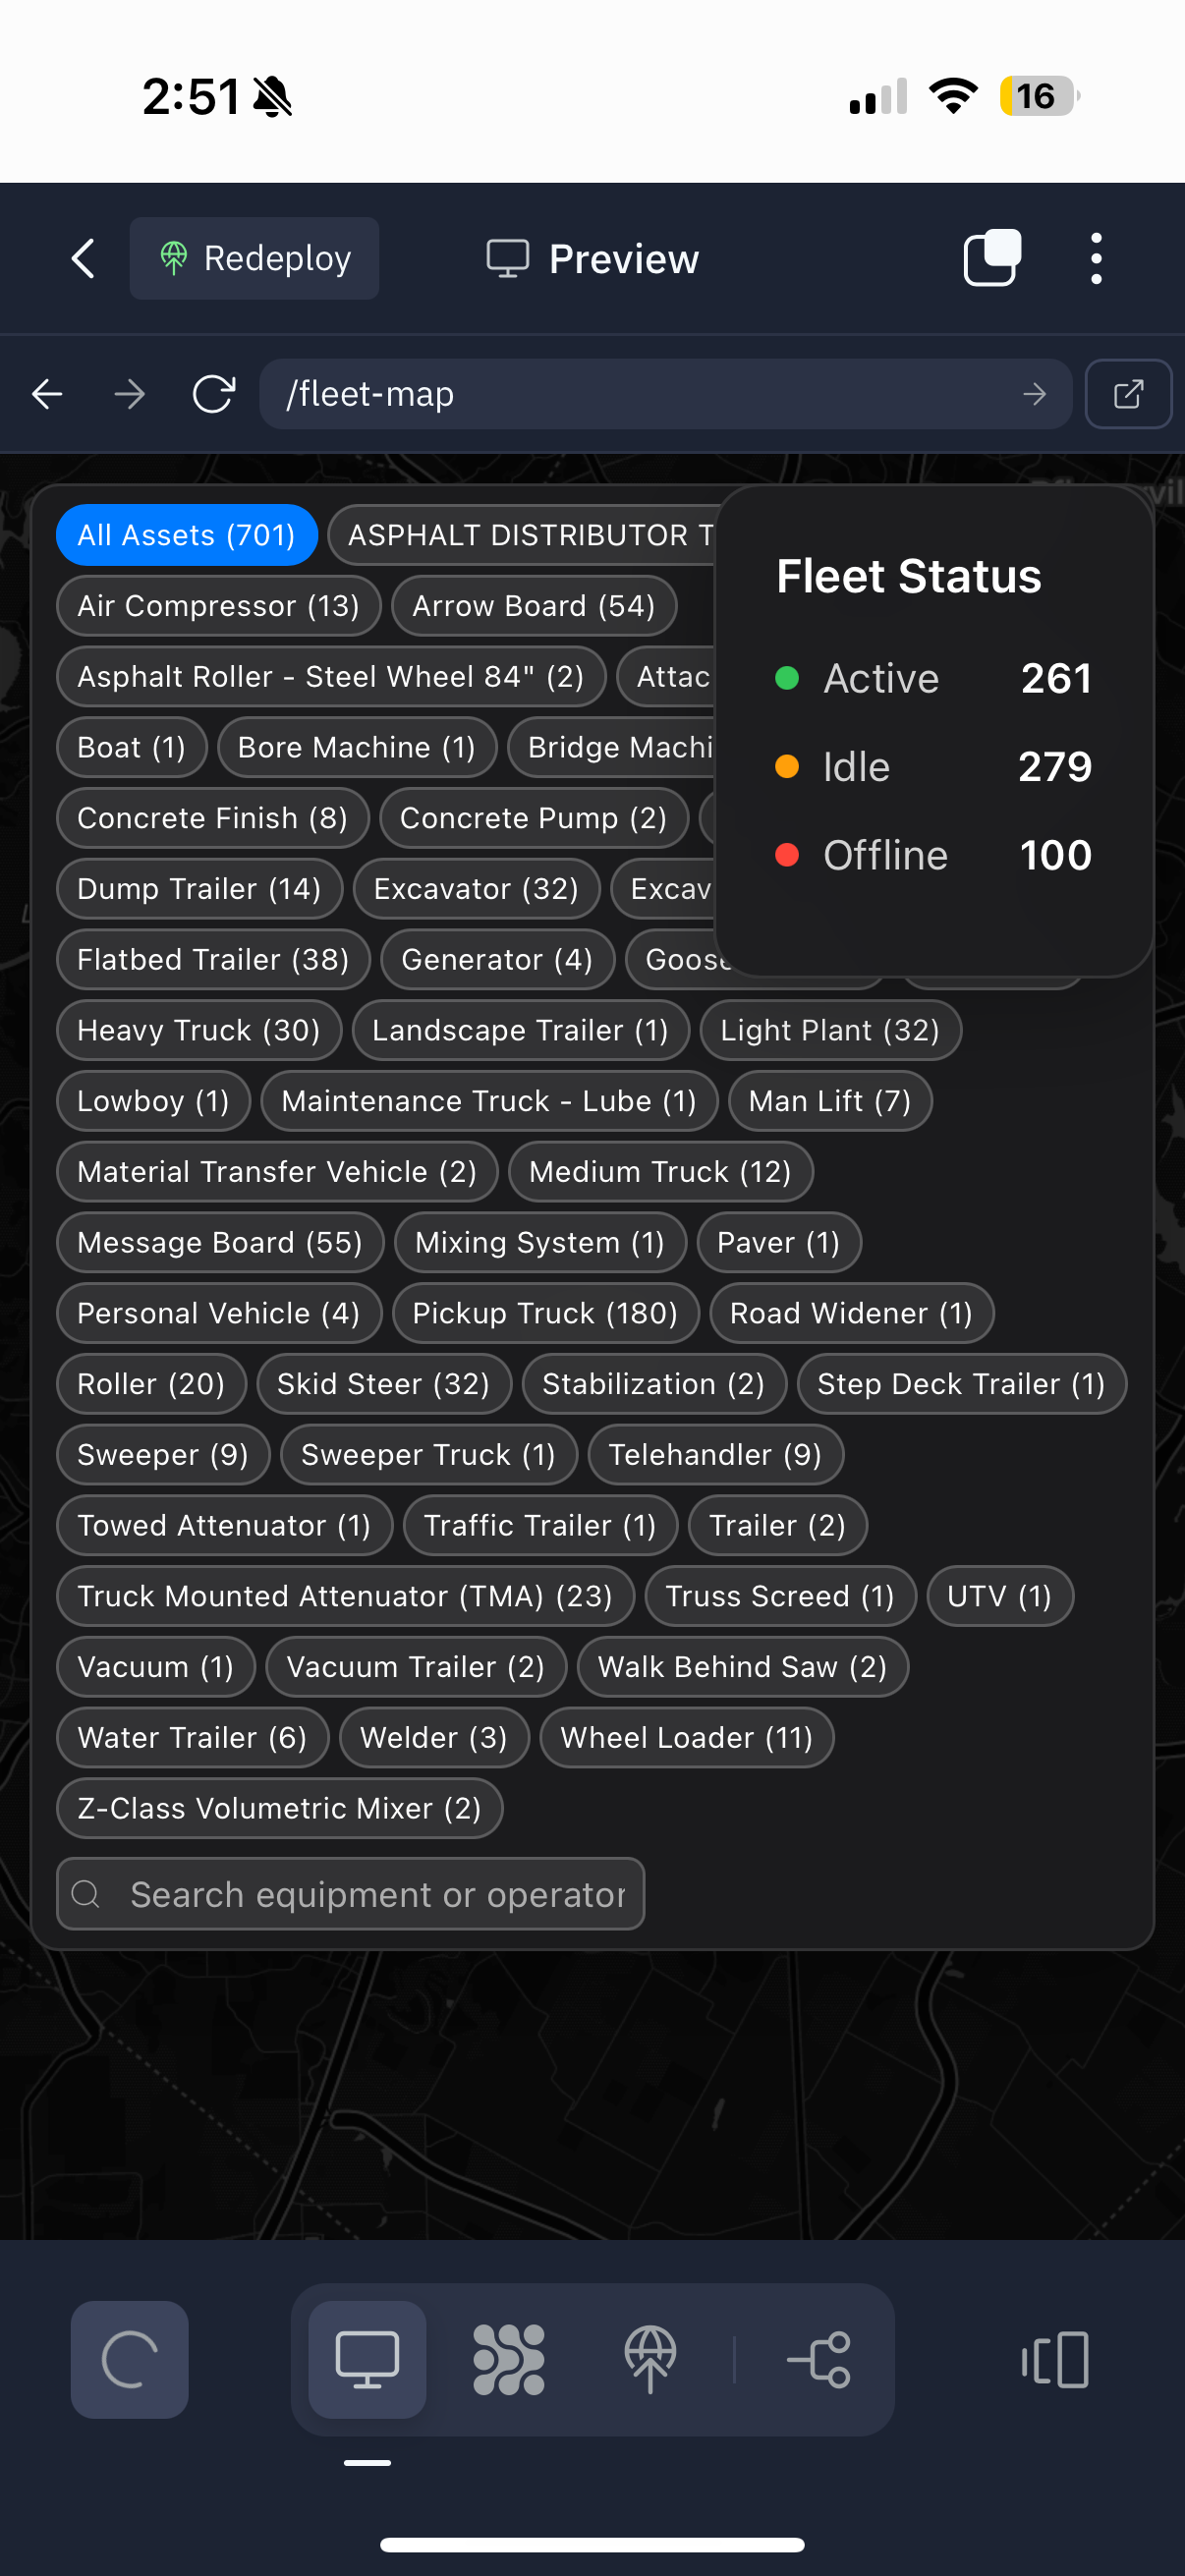 2:51
16
Redeploy
Preview
/fleet-map
All Assets (701) ASPHALT DISTRIBUTOR T
Air Compressor (13) Arrow Board (54)
Asphalt Roller - Steel Wheel 84" (2) Attac
Boat (1) Bore Machine (1) Bridge Machi
Concrete Finish (8) Concrete Pump (2)
Dump Trailer (14) Excavator (32) Excav
Flatbed Trailer (38) Generator (4) Goose
Fleet Status
Active 261
Idle 279
Offline 100
Heavy Truck (30) Landscape Trailer (1) Light Plant (32)
Lowboy (1) Maintenance Truck - Lube (1) Man Lift (7)
Material Transfer Vehicle (2) Medium Truck (12)
Message Board (55) Mixing System (1) Paver (1)
Personal Vehicle (4) Pickup Truck (180) Road Widener (1)
Roller (20) Skid Steer (32) Stabilization (2) Step Deck Trailer (1)
Sweeper (9) Sweeper Truck (1) Telehandler (9)
Towed Attenuator (1) Traffic Trailer (1) Trailer (2)
Truck Mounted Attenuator (TMA) (23) Truss Screed (1) UTV (1)
Vacuum (1) Vacuum Trailer (2) Walk Behind Saw (2)
Water Trailer (6) Welder (3) Wheel Loader (11)
Z-Class Volumetric Mixer (2)
Search equipment or operator